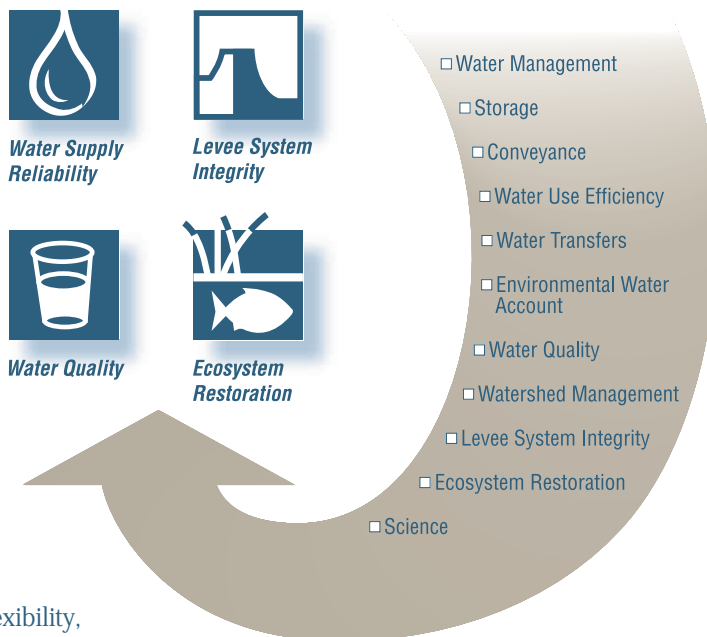 Water Supply
Reliability
Levee System
Integrity
Water Quality
Ecosystem
Restoration
Water Management
Storage
Conveyance
Water Use Efficiency
Water Transfers
Environmental Water
Account
Water Quality
Watershed Management
Levee System Integrity
Ecosystem Restoration
Science